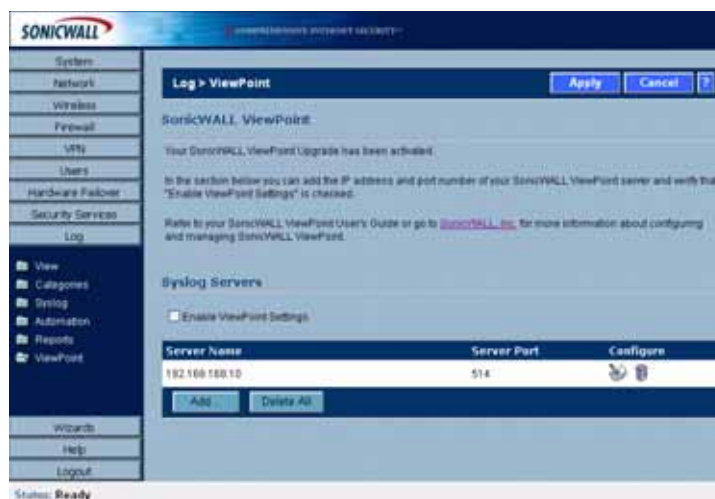 SONICWALL
COMPREHENSIVE INTERNET SECURITY
System
Network
Wireless
Firewall
VPN
Users
Hardware Failover
Security Services
Log
View
Categories
Syslog
Automation
Reports
ViewPoint
Wizards
Help
Logout
Status: Ready
Log > ViewPoint
Apply
Cancel
?
SonicWALL ViewPoint
Your SonicWALL ViewPoint Upgrade has been activated.
In the section below you can add the IP address and port number of your SonicWALL ViewPoint server and verify that
"Enable ViewPoint Settings" is checked.
Refer to your SonicWALL ViewPoint User's Guide or go to SonicWALL, Inc. for more information about configuring
and managing SonicWALL ViewPoint.
Syslog Servers
Enable ViewPoint Settings
Server Name Server Port Configure
192.168.168.10 514
Add... Delete All